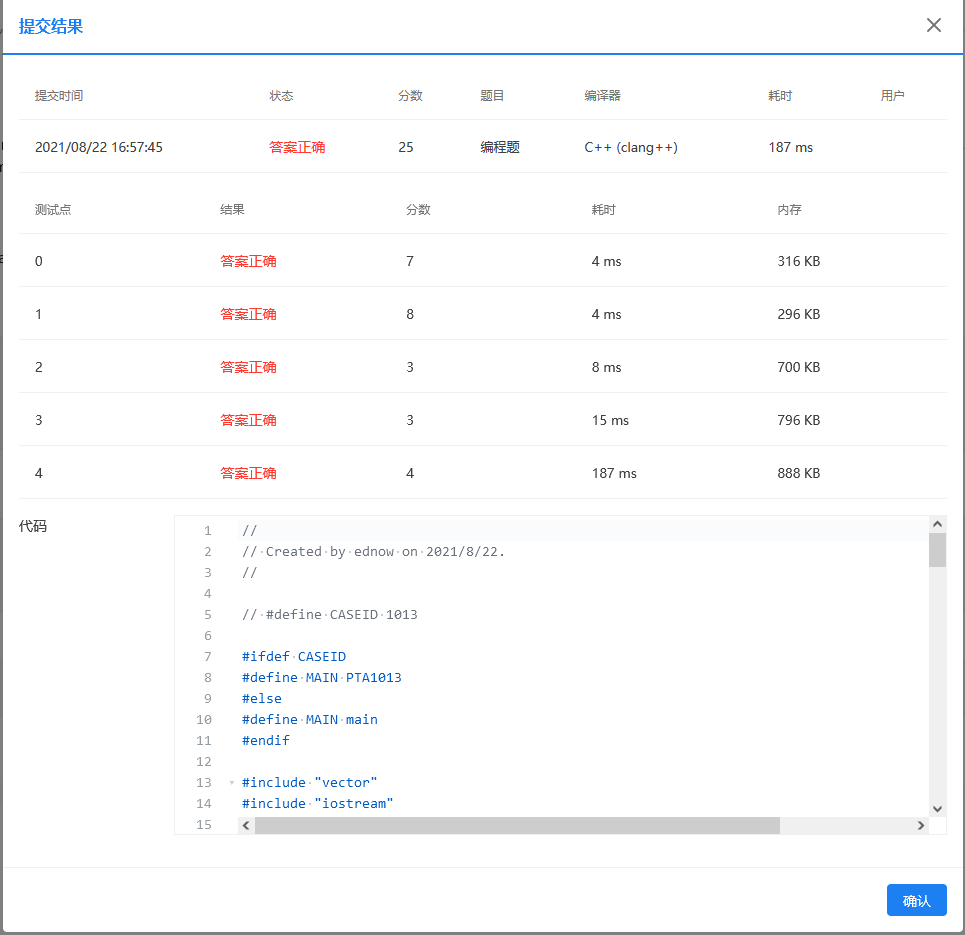 提交结果
提交时间 状态 分数 题目 编译器 耗时 用户
2021/08/22 16:57:45 答案正确 25 编程题 C++ (clang++) 187 ms
测试点 结果 分数 耗时 内存
0 答案正确 7 4 ms 316 KB
1 答案正确 8 4 ms 296 KB
2 答案正确 3 8 ms 700 KB
3 答案正确 3 15 ms 796 KB
4 答案正确 4 187 ms 888 KB
代码
1 //
2 // Created by ednow on 2021/8/22.
3 //
4
5 // #define CASEID 1013
6
7 #ifdef CASEID
8 #define MAIN PTA1013
9 #else
10 #define MAIN main
11 #endif
12
13 #include "vector"
14 #include "iostream"
15
确认